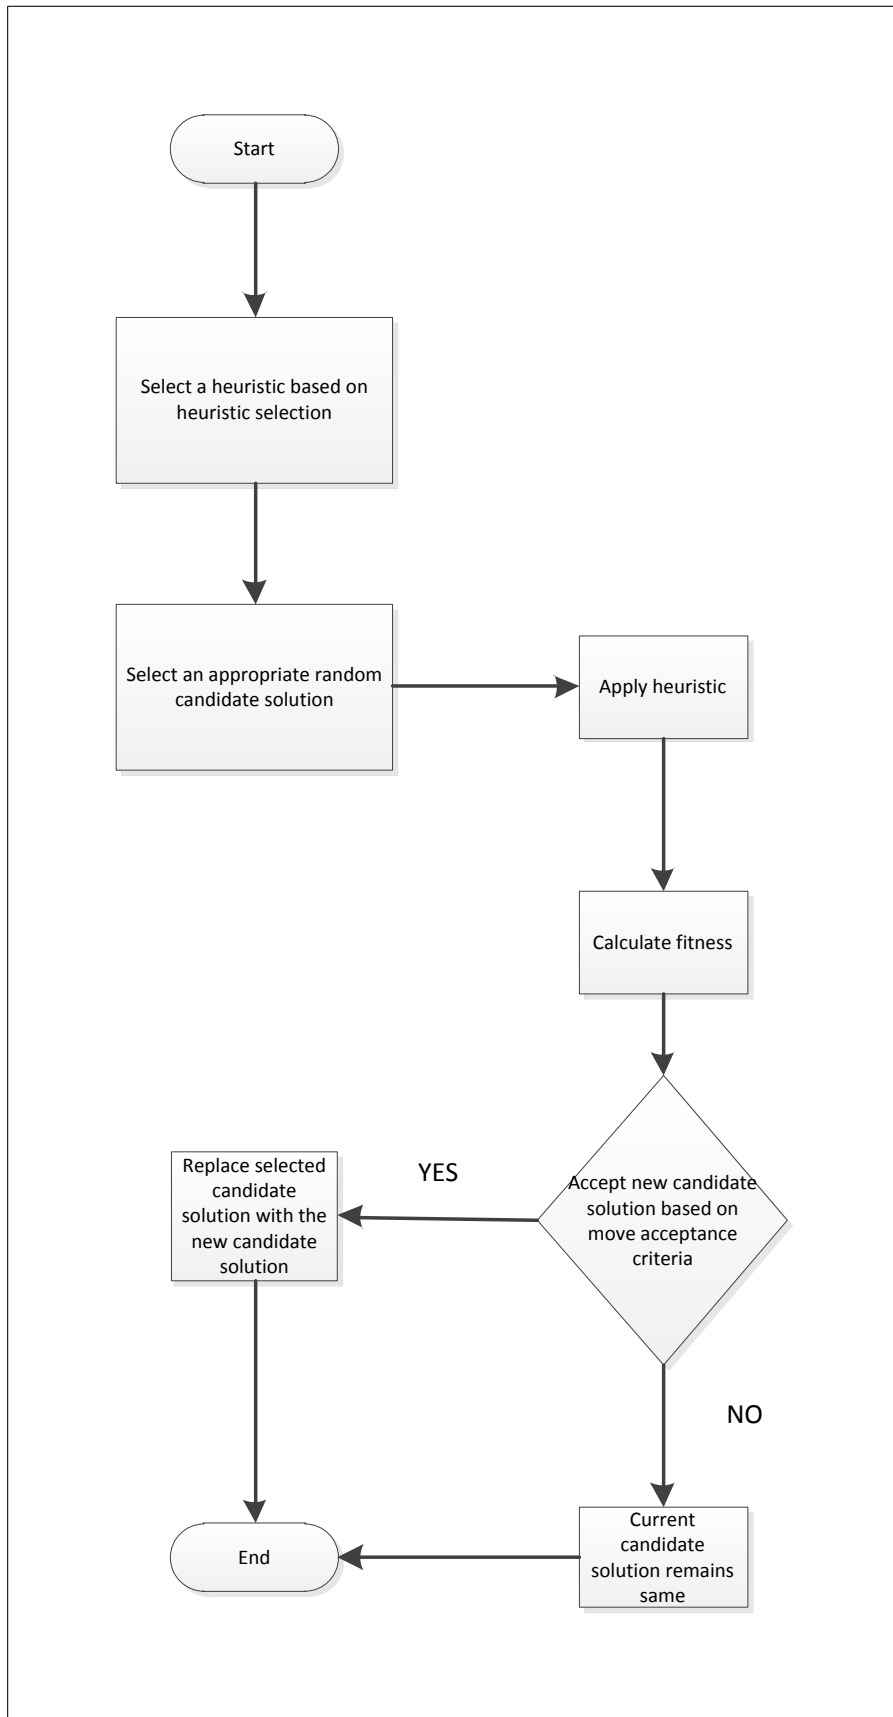 Start
Select a heuristic based on
heuristic selection
Select an appropriate random
candidate solution
Apply heuristic
Calculate fitness
Accept new candidate
solution based on
move acceptance
criteria
YES
Replace selected
candidate
solution with the
new candidate
solution
NO
Current
candidate
solution remains
same
End